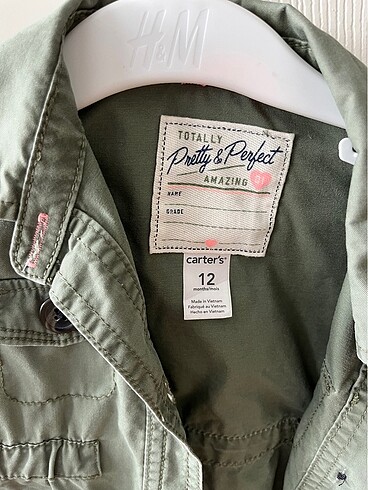 H&M
TOTALLY
Pretty & Perfect
AMAZING 01
NAME
GRADE
carter's
12
months/mois
Made in Vietnam
Fabriqué au Vietnam
Hecho en Vietnam